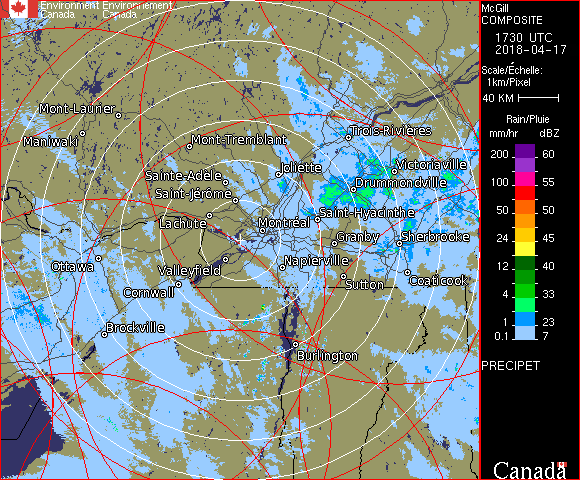 Environment Environnement
Canada Canada
McGill
COMPOSITE
1730 UTC
2018-04-17
Scale/Échelle:
1km/Pixel
40 KM
Rain/Pluie
mm/hr dBZ
200 60
100 55
50 50
24 45
12 40
4 33
1 23
0.1 7
PRECIPET
Canada
Mont-Laurier
Maniwaki
Mont-Tremblant
Trois-Rivières
Sainte-Adèle
Joliette
Victoriaville
Saint-Jérôme
Drummondville
Lachute
Montréal
Saint-Hyacinthe
Granby
Sherbrooke
Ottawa
Valleyfield
Napierville
Cornwall
Sutton
Coaticook
Brockville
Burlington